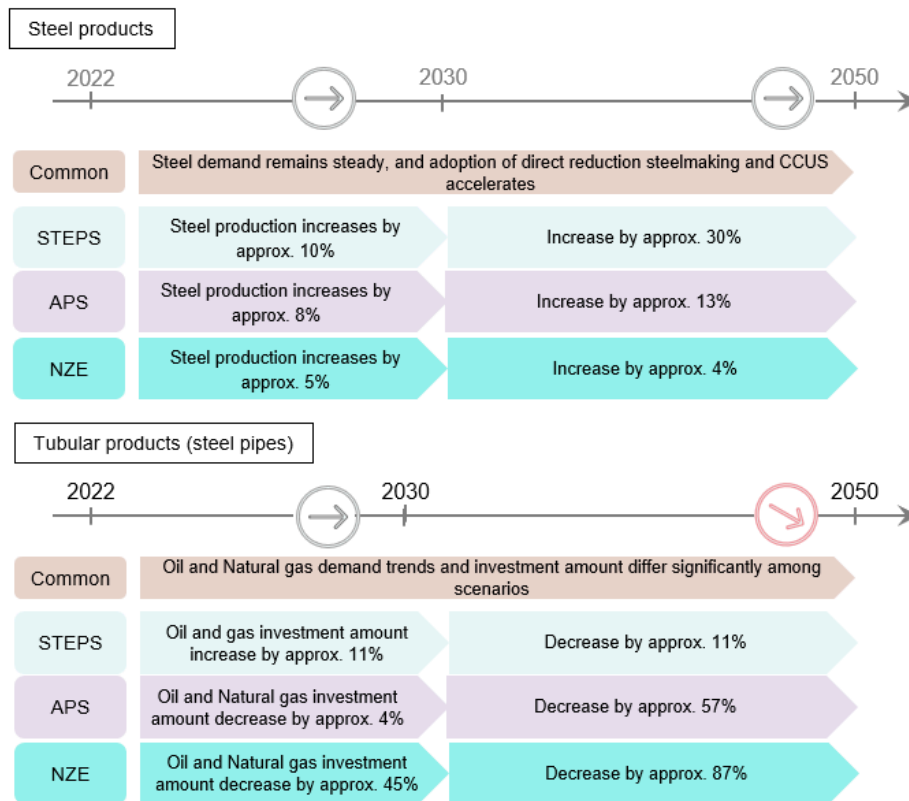 Steel products
2022
2030
2050
Common
Steel demand remains steady, and adoption of direct reduction steelmaking and CCUS
accelerates
STEPS
Steel production increases by
approx. 10%
Increase by approx. 30%
APS
Steel production increases by
approx. 8%
Increase by approx. 13%
NZE
Steel production increases by
approx. 5%
Increase by approx. 4%
Tubular products (steel pipes)
2022
2030
2050
Common
Oil and Natural gas demand trends and investment amount differ significantly among
scenarios
STEPS
Oil and gas investment amount
increase by approx. 11%
Decrease by approx. 11%
APS
Oil and Natural gas investment
amount decrease by approx. 4%
Decrease by approx. 57%
NZE
Oil and Natural gas investment
amount decrease by approx. 45%
Decrease by approx. 87%